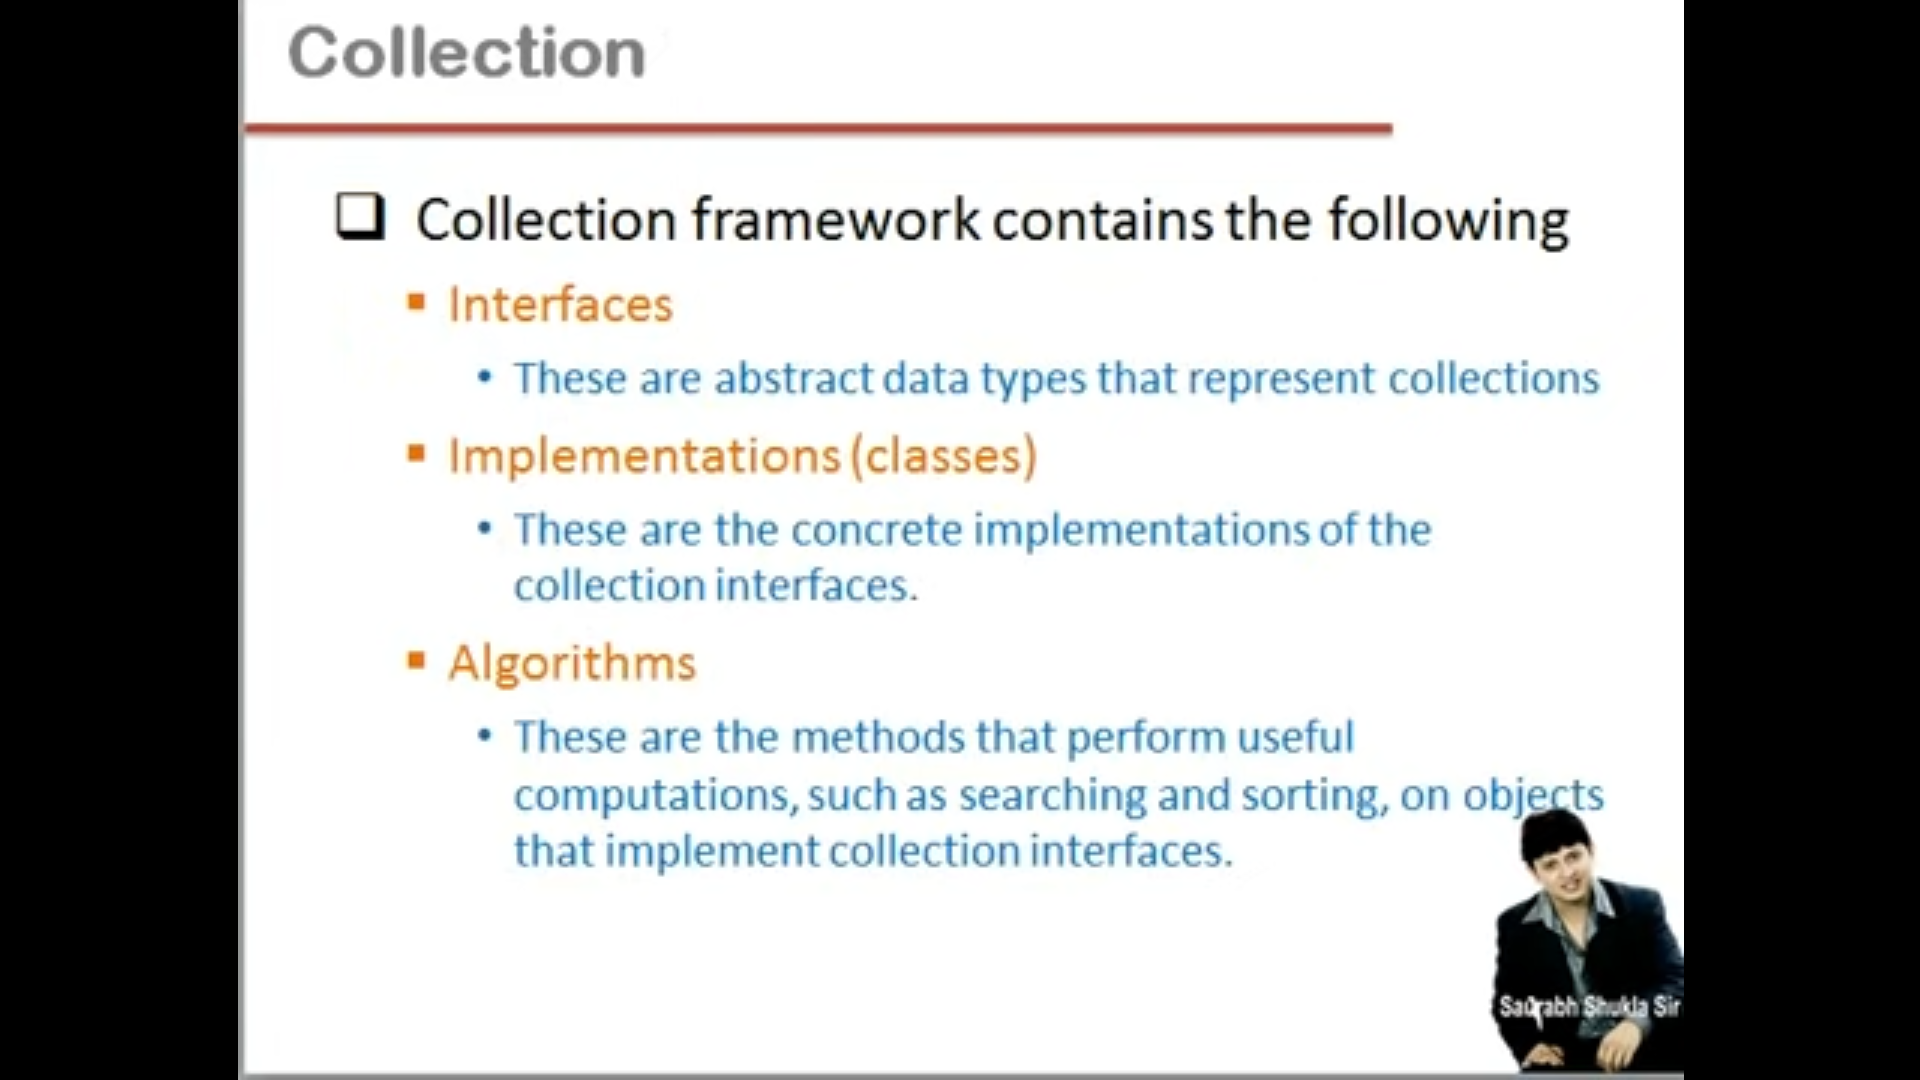 Collection
Collection framework contains the following
Interfaces
These are abstract data types that represent collections
Implementations (classes)
These are the concrete implementations of the
collection interfaces.
Algorithms
These are the methods that perform useful
computations, such as searching and sorting, on objects
that implement collection interfaces.
Saurabh Shukla Sir